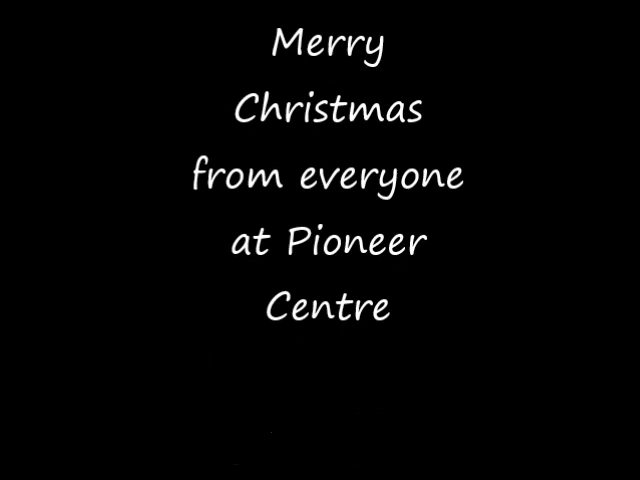 Merry
Christmas
from everyone
at Pioneer
Centre